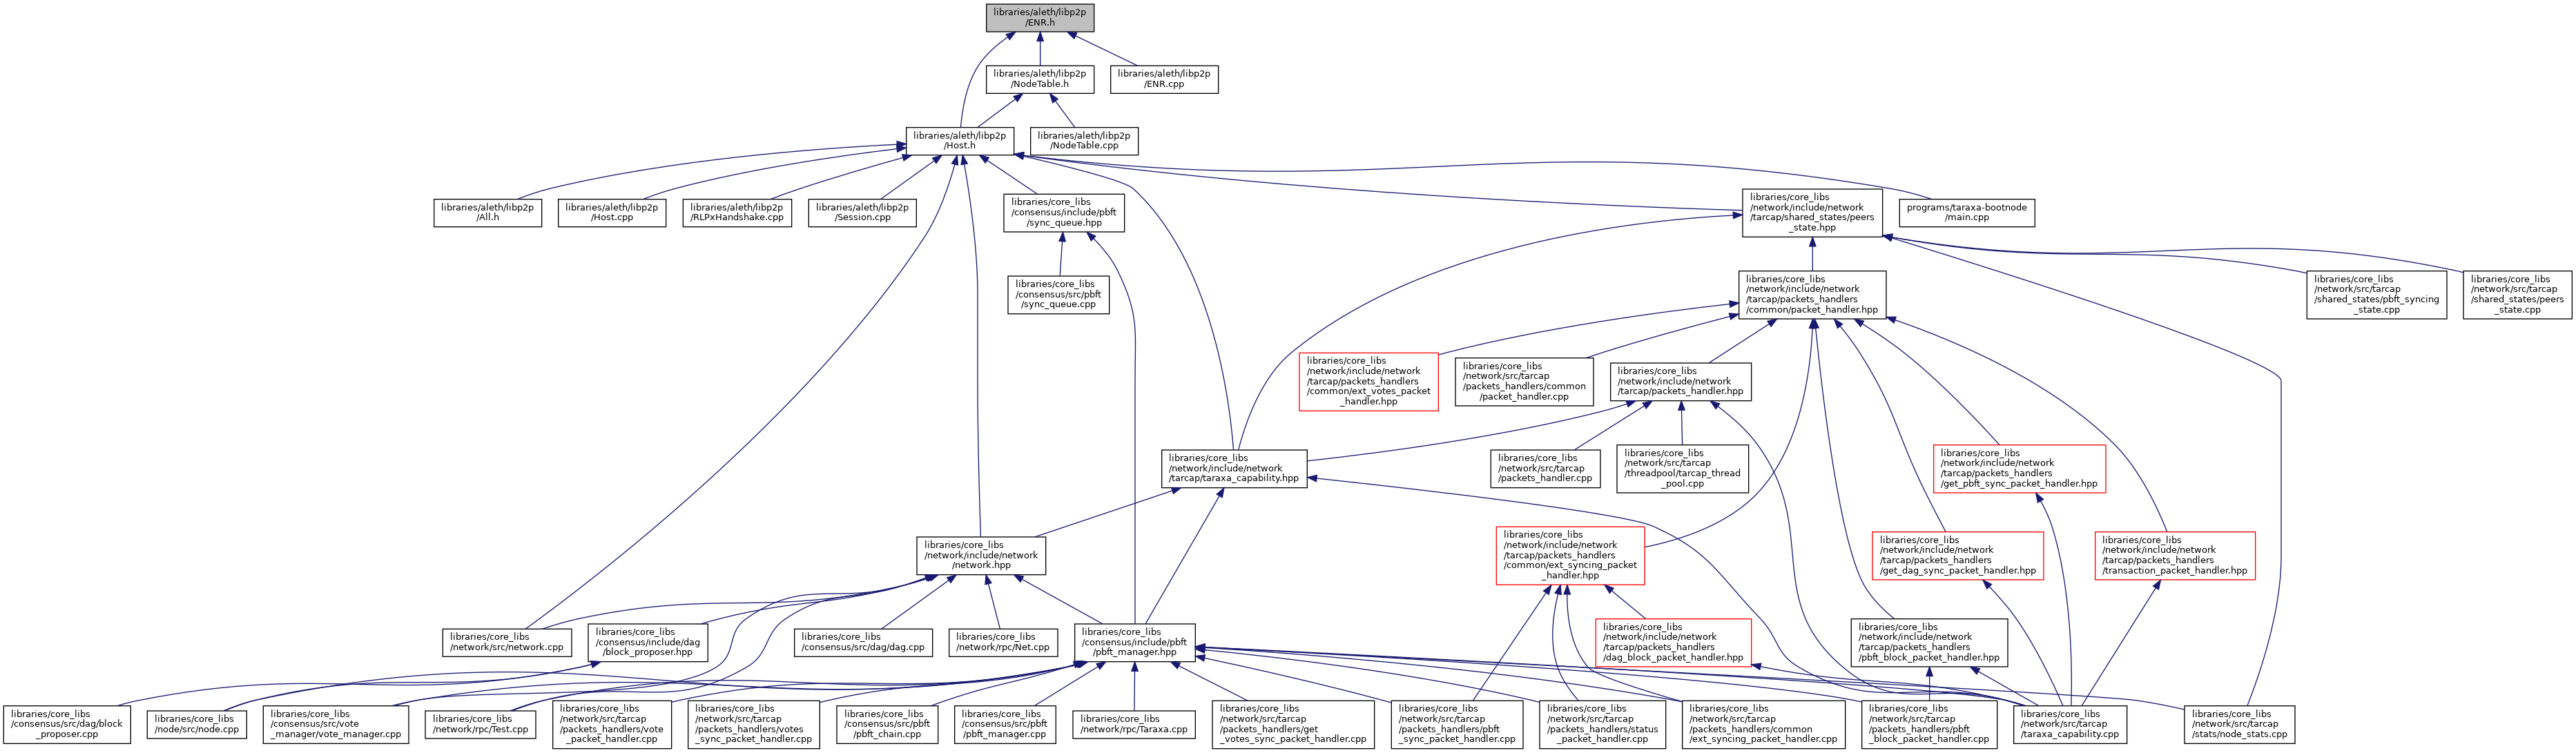 libraries/aleth/libp2p
/ENR.h
libraries/aleth/libp2p
/NodeTable.h
libraries/aleth/libp2p
/ENR.cpp
libraries/aleth/libp2p
/Host.h
libraries/aleth/libp2p
/NodeTable.cpp
libraries/aleth/libp2p
/All.h
libraries/aleth/libp2p
/Host.cpp
libraries/aleth/libp2p
/RLPxHandshake.cpp
libraries/aleth/libp2p
/Session.cpp
libraries/core_libs
/consensus/include/pbft
/sync_queue.hpp
libraries/core_libs
/network/include/network
/tarcap/shared_states/peers
_state.hpp
programs/taraxa-bootnode
/main.cpp
libraries/core_libs
/consensus/src/pbft
/sync_queue.cpp
libraries/core_libs
/network/include/network
/tarcap/packets_handlers
/common/packet_handler.hpp
libraries/core_libs
/network/src/tarcap
/shared_states/pbft_syncing
_state.cpp
libraries/core_libs
/network/src/tarcap
/shared_states/peers
_state.cpp
libraries/core_libs
/network/include/network
/tarcap/packets_handlers
/common/ext_votes_packet
_handler.hpp
libraries/core_libs
/network/src/tarcap
/packets_handlers/common
/packet_handler.cpp
libraries/core_libs
/network/include/network
/tarcap/packets_handler.hpp
libraries/core_libs
/network/include/network
/tarcap/taraxa_capability.hpp
libraries/core_libs
/network/src/tarcap
/packets_handler.cpp
libraries/core_libs
/network/src/tarcap
/threadpool/tarcap_thread
_pool.cpp
libraries/core_libs
/network/include/network
/tarcap/packets_handlers
/get_pbft_sync_packet_handler.hpp
libraries/core_libs
/network/include/network
/network.hpp
libraries/core_libs
/network/include/network
/tarcap/packets_handlers
/common/ext_syncing_packet
_handler.hpp
libraries/core_libs
/network/include/network
/tarcap/packets_handlers
/get_dag_sync_packet_handler.hpp
libraries/core_libs
/network/include/network
/tarcap/packets_handlers
/transaction_packet_handler.hpp
libraries/core_libs
/network/src/network.cpp
libraries/core_libs
/consensus/include/dag
/block_proposer.hpp
libraries/core_libs
/consensus/src/dag/dag.cpp
libraries/core_libs
/network/rpc/Net.cpp
libraries/core_libs
/consensus/include/pbft
/pbft_manager.hpp
libraries/core_libs
/network/include/network
/tarcap/packets_handlers
/dag_block_packet_handler.hpp
libraries/core_libs
/network/include/network
/tarcap/packets_handlers
/pbft_block_packet_handler.hpp
libraries/core_libs
/consensus/src/dag/block
_proposer.cpp
libraries/core_libs
/node/src/node.cpp
libraries/core_libs
/consensus/src/vote
_manager/vote_manager.cpp
libraries/core_libs
/network/rpc/Test.cpp
libraries/core_libs
/network/src/tarcap
/packets_handlers/vote
_packet_handler.cpp
libraries/core_libs
/network/src/tarcap
/packets_handlers/votes
_sync_packet_handler.cpp
libraries/core_libs
/consensus/src/pbft
/pbft_chain.cpp
libraries/core_libs
/consensus/src/pbft
/pbft_manager.cpp
libraries/core_libs
/network/rpc/Taraxa.cpp
libraries/core_libs
/network/src/tarcap
/packets_handlers/get
_votes_sync_packet_handler.cpp
libraries/core_libs
/network/src/tarcap
/packets_handlers/pbft
_sync_packet_handler.cpp
libraries/core_libs
/network/src/tarcap
/packets_handlers/status
_packet_handler.cpp
libraries/core_libs
/network/src/tarcap
/packets_handlers/common
/ext_syncing_packet_handler.cpp
libraries/core_libs
/network/src/tarcap
/packets_handlers/pbft
_block_packet_handler.cpp
libraries/core_libs
/network/src/tarcap
/taraxa_capability.cpp
libraries/core_libs
/network/src/tarcap
/stats/node_stats.cpp